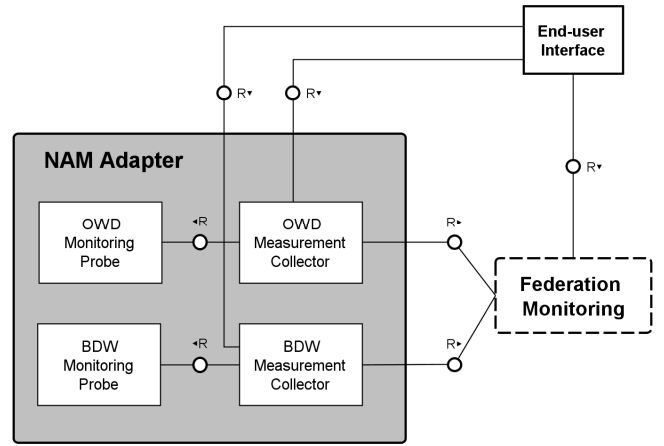 End-user
Interface
R▾
R▾
R▾
NAM Adapter
OWD
Monitoring
Probe
◂R
OWD
Measurement
Collector
R▸
Federation
Monitoring
BDW
Monitoring
Probe
◂R
BDW
Measurement
Collector
R▸